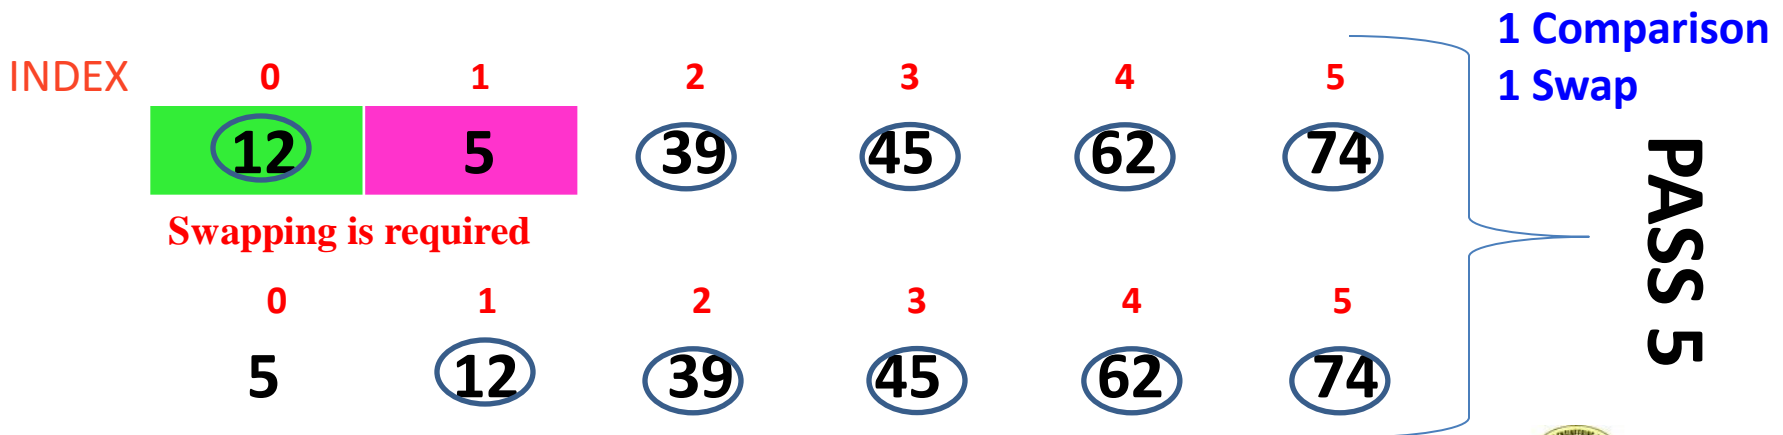 1 Comparison
1 Swap
INDEX 0 1 2 3 4 5
12 5 39 45 62 74
Swapping is required
0 1 2 3 4 5
5 12 39 45 62 74
PASS 5